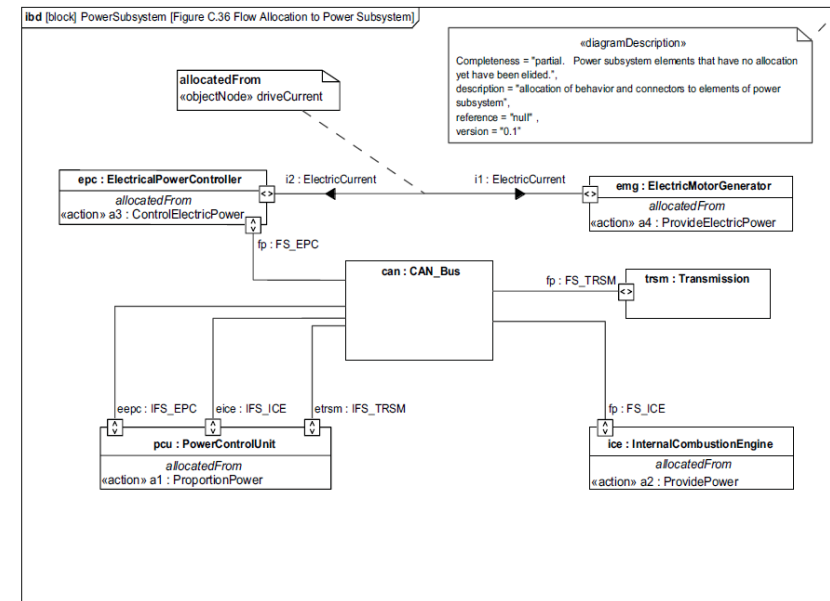 ibd [block] PowerSubsystem [Figure C.36 Flow Allocation to Power Subsystem]
«diagramDescription»
Completeness = "partial. Power subsystem elements that have no allocation
yet have been elided.",
description = "allocation of behavior and connectors to elements of power
subsystem",
reference = "null" ,
version = "0.1"
allocatedFrom
«objectNode» driveCurrent
epc : ElectricalPowerController
allocatedFrom
«action» a3 : ControlElectricPower
i2 : ElectricCurrent
i1 : ElectricCurrent
emg : ElectricMotorGenerator
allocatedFrom
«action» a4 : ProvideElectricPower
fp : FS_EPC
can : CAN_Bus
fp : FS_TRSM
trsm : Transmission
eepc : IFS_EPC
eice : IFS_ICE
etrsm : IFS_TRSM
fp : FS_ICE
pcu : PowerControlUnit
allocatedFrom
«action» a1 : ProportionPower
ice : InternalCombustionEngine
allocatedFrom
«action» a2 : ProvidePower